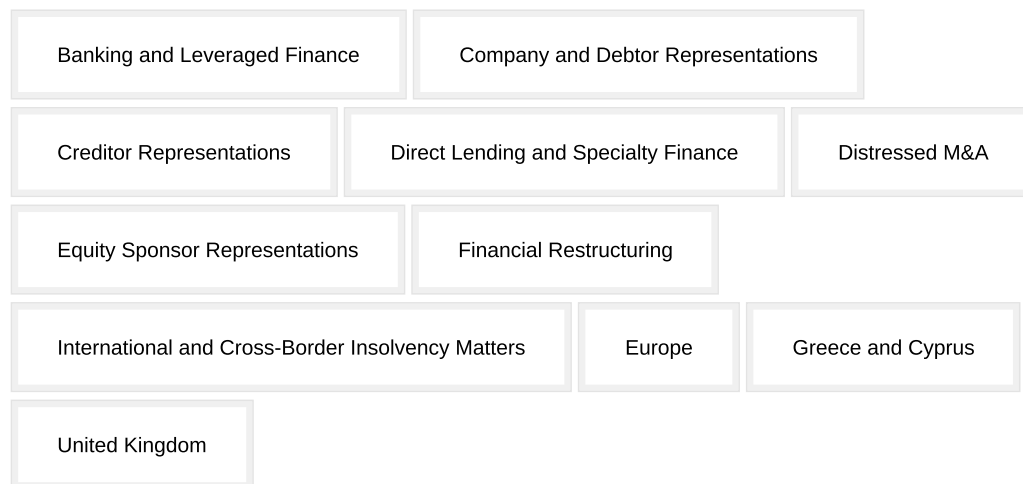 Banking and Leveraged Finance
Company and Debtor Representations
Creditor Representations
Direct Lending and Specialty Finance
Distressed M&A
Equity Sponsor Representations
Financial Restructuring
International and Cross-Border Insolvency Matters
Europe
Greece and Cyprus
United Kingdom